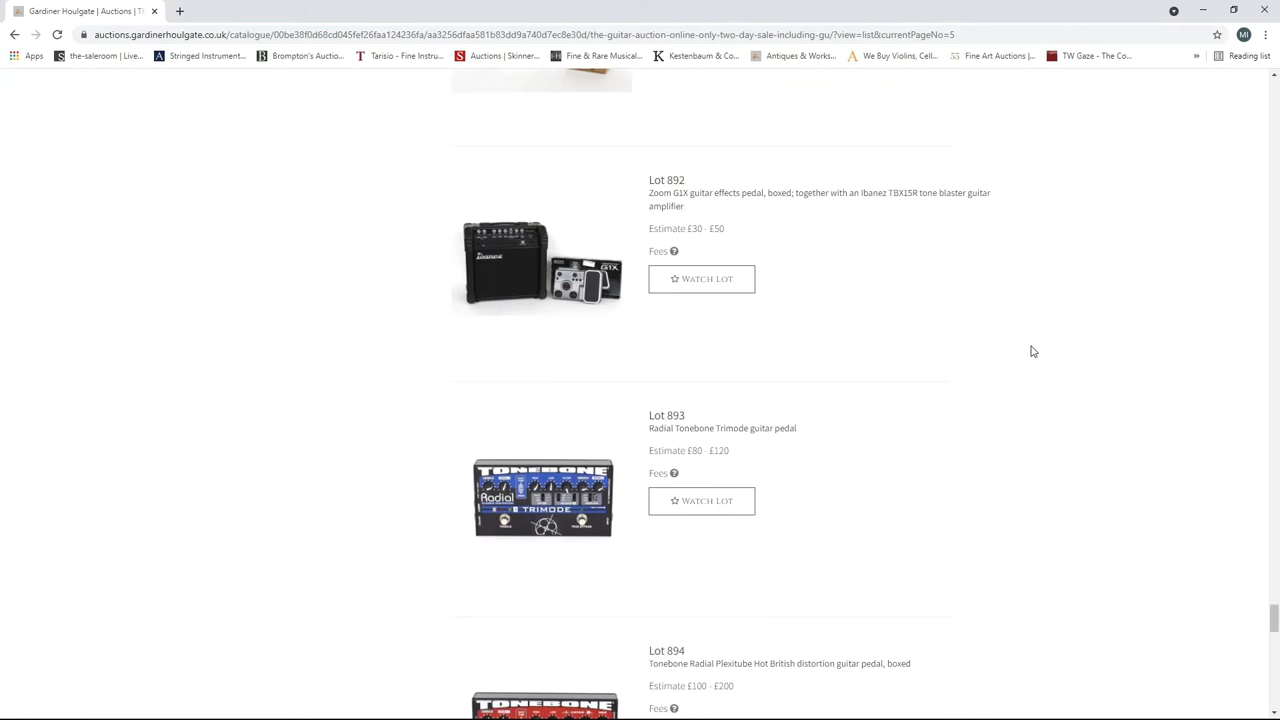 Gardiner Houlgate | Auctions | Ti
auctions.gardinerhoulgate.co.uk/catalogue/00be38f0d68cd045fef26faa124236fa/aa3256dfaa581b83dd9a740d7ec8e30d/the-guitar-auction-online-only-two-day-sale-including-gu/?view=list&currentPageNo=5
MI
Apps
the-saleroom | Live...
Stringed Instrument...
Brompton's Auctio...
Tarisio - Fine Instru...
Auctions | Skinner...
Fine & Rare Musical...
Kestenbaum & Co...
Antiques & Works...
We Buy Violins, Cell...
Fine Art Auctions |...
TW Gaze - The Co...
»
Reading list
Lot 892
Zoom G1X guitar effects pedal, boxed; together with an Ibanez TBX15R tone blaster guitar
amplifier
Estimate £30 - £50
Fees
WATCH LOT
Ibanez
G1X
Lot 893
Radial Tonebone Trimode guitar pedal
Estimate £80 - £120
Fees
WATCH LOT
TONEBONE
Radial
TRIMODE
Lot 894
Tonebone Radial Plexitube Hot British distortion guitar pedal, boxed
Estimate £100 - £200
Fees
TONEBONE